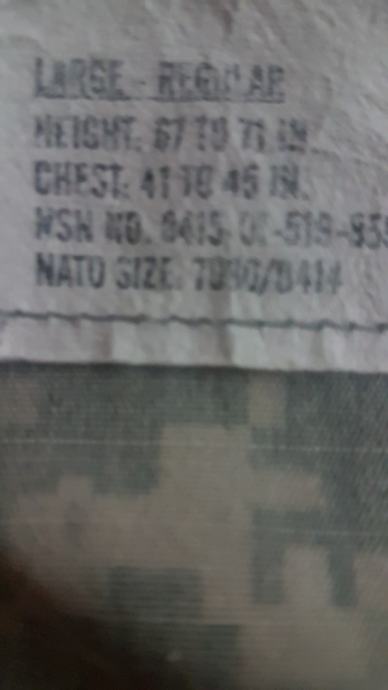 LARGE - REGULAR
HEIGHT: 67 TO 71 IN.
CHEST: 41 TO 45 IN.
NSN NO. 8415-
NATO SIZE: